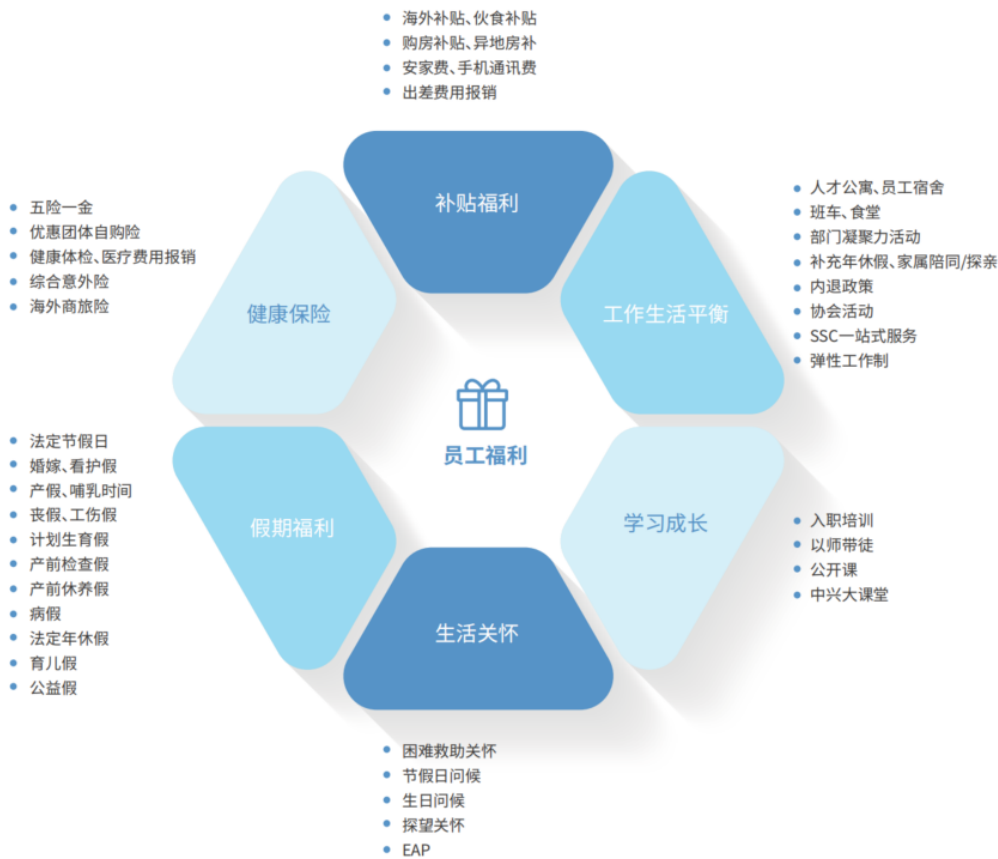 海外补贴、伙食补贴
购房补贴、异地房补
安家费、手机通讯费
出差费用报销
补贴福利
人才公寓、员工宿舍
班车、食堂
部门凝聚力活动
补充年休假、家属陪同/探亲
内退政策
协会活动
SSC一站式服务
弹性工作制
工作生活平衡
五险一金
优惠团体自购险
健康体检、医疗费用报销
综合意外险
海外商旅险
健康保险
员工福利
法定节假日
婚嫁、看护假
产假、哺乳时间
丧假、工伤假
计划生育假
产前检查假
产前休养假
病假
法定年休假
育儿假
公益假
假期福利
学习成长
入职培训
以师带徒
公开课
中兴大课堂
生活关怀
困难救助关怀
节假日问候
生日问候
探望关怀
EAP